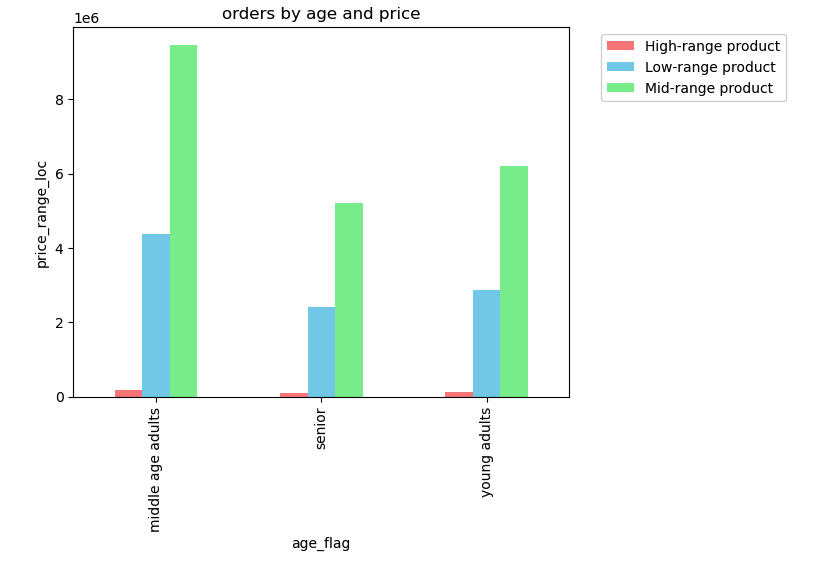 orders by age and price
1e6
8
6
4
2
0
price_range_loc
middle age adults
senior
young adults
age_flag
High-range product
Low-range product
Mid-range product